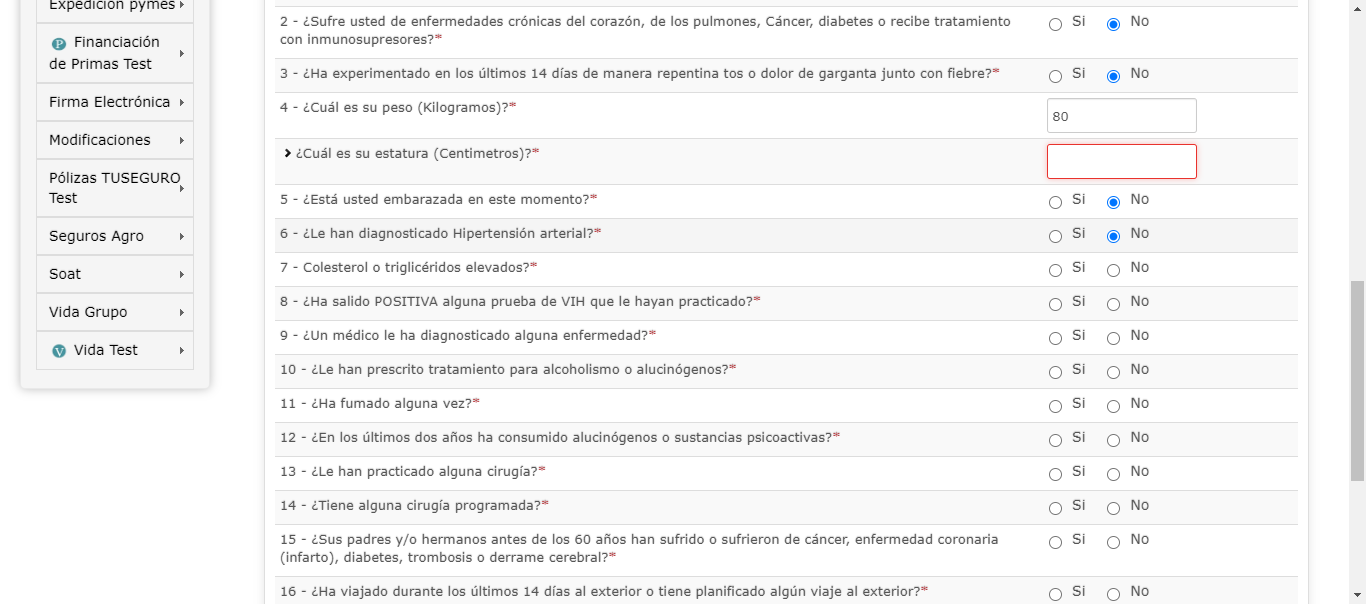 Expedición pymes
Financiación
de Primas Test
Firma Electrónica
Modificaciones
Pólizas TUSEGURO
Test
Seguros Agro
Soat
Vida Grupo
Vida Test
2 - ¿Sufre usted de enfermedades crónicas del corazón, de los pulmones, Cáncer, diabetes o recibe tratamiento
con inmunosupresores?* Si No
3 - ¿Ha experimentado en los últimos 14 días de manera repentina tos o dolor de garganta junto con fiebre?* Si No
4 - ¿Cuál es su peso (Kilogramos)?* 80
¿Cuál es su estatura (Centimetros)?*
5 - ¿Está usted embarazada en este momento?* Si No
6 - ¿Le han diagnosticado Hipertensión arterial?* Si No
7 - Colesterol o triglicéridos elevados?* Si No
8 - ¿Ha salido POSITIVA alguna prueba de VIH que le hayan practicado?* Si No
9 - ¿Un médico le ha diagnosticado alguna enfermedad?* Si No
10 - ¿Le han prescrito tratamiento para alcoholismo o alucinógenos?* Si No
11 - ¿Ha fumado alguna vez?* Si No
12 - ¿En los últimos dos años ha consumido alucinógenos o sustancias psicoactivas?* Si No
13 - ¿Le han practicado alguna cirugía?* Si No
14 - ¿Tiene alguna cirugía programada?* Si No
15 - ¿Sus padres y/o hermanos antes de los 60 años han sufrido o sufrieron de cáncer, enfermedad coronaria
(infarto), diabetes, trombosis o derrame cerebral?* Si No
16 - ¿Ha viajado durante los últimos 14 días al exterior o tiene planificado algún viaje al exterior?* Si No